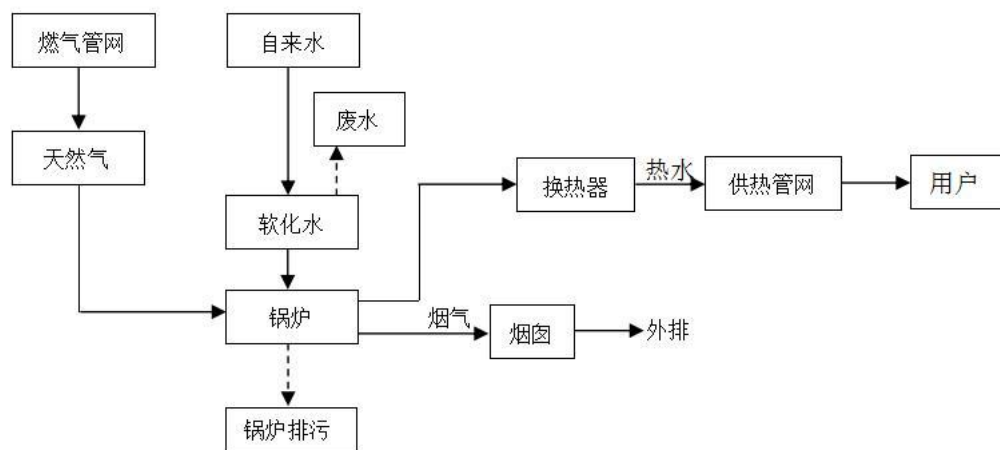 燃气管网
自来水
废水
天然气
换热器
热水
供热管网
用户
软化水
锅炉
烟气
烟囱
外排
锅炉排污